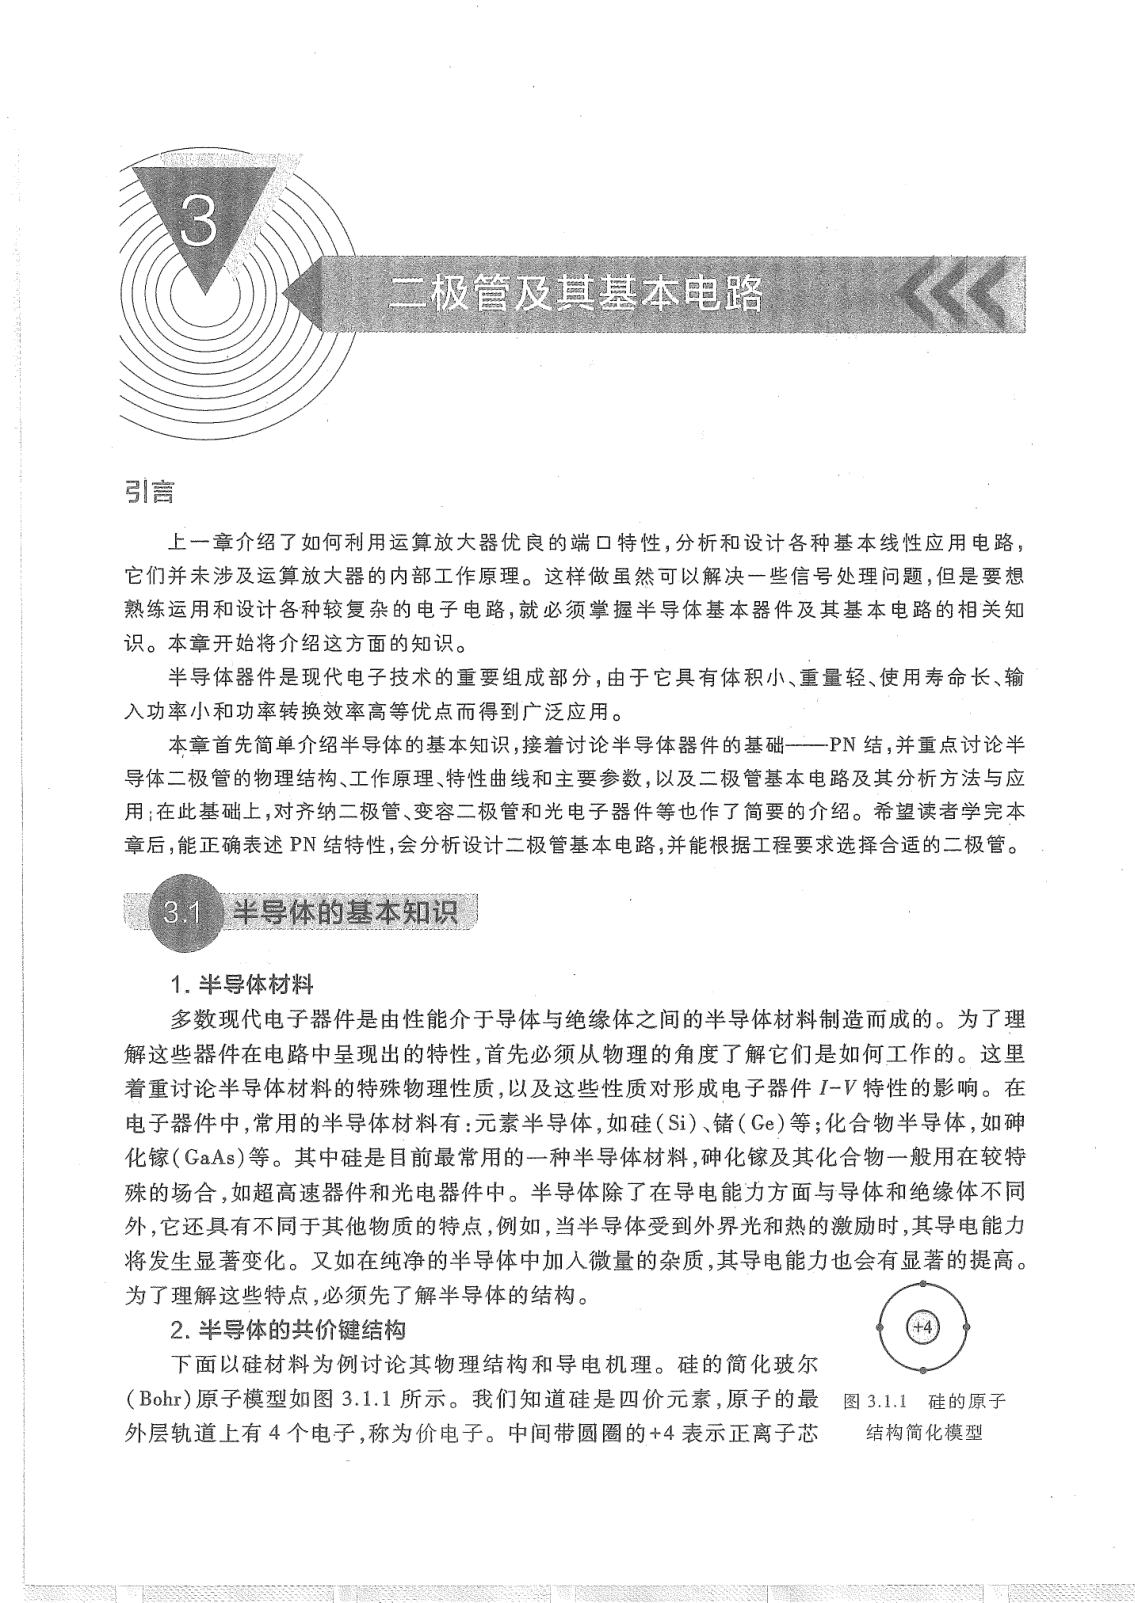 3
二极管及其基本电路
引言
上一章介绍了如何利用运算放大器优良的端口特性,分析和设计各种基本线性应用电路,
它们并未涉及运算放大器的内部工作原理。这样做虽然可以解决一些信号处理问题,但是要想
熟练运用和设计各种较复杂的电子电路,就必须掌握半导体基本器件及其基本电路的相关知
识。本章开始将介绍这方面的知识。
半导体器件是现代电子技术的重要组成部分,由于它具有体积小、重量轻、使用寿命长、输
入功率小和功率转换效率高等优点而得到广泛应用。
本章首先简单介绍半导体的基本知识,接着讨论半导体器件的基础——PN 结,并重点讨论半
导体二极管的物理结构、工作原理、特性曲线和主要参数,以及二极管基本电路及其分析方法与应
用;在此基础上,对齐纳二极管、变容二极管和光电子器件等也作了简要的介绍。希望读者学完本
章后,能正确表述 PN 结特性,会分析设计二极管基本电路,并能根据工程要求选择合适的二极管。
3.1 半导体的基本知识
1. 半导体材料
多数现代电子器件是由性能介于导体与绝缘体之间的半导体材料制造而成的。为了理
解这些器件在电路中呈现出的特性,首先必须从物理的角度了解它们是如何工作的。这里
着重讨论半导体材料的特殊物理性质,以及这些性质对形成电子器件 I-V 特性的影响。在
电子器件中,常用的半导体材料有:元素半导体,如硅(Si)、锗(Ge)等;化合物半导体,如砷
化镓(GaAs)等。其中硅是目前最常用的一种半导体材料,砷化镓及其化合物一般用在较特
殊的场合,如超高速器件和光电器件中。半导体除了在导电能力方面与导体和绝缘体不同
外,它还具有不同于其他物质的特点,例如,当半导体受到外界光和热的激励时,其导电能力
将发生显著变化。又如在纯净的半导体中加入微量的杂质,其导电能力也会有显著的提高。
为了理解这些特点,必须先了解半导体的结构。
2. 半导体的共价键结构
下面以硅材料为例讨论其物理结构和导电机理。硅的简化玻尔
(Bohr)原子模型如图 3.1.1 所示。我们知道硅是四价元素,原子的最
外层轨道上有 4 个电子,称为价电子。中间带圆圈的+4 表示正离子芯
+4
图 3.1.1 硅的原子
结构简化模型